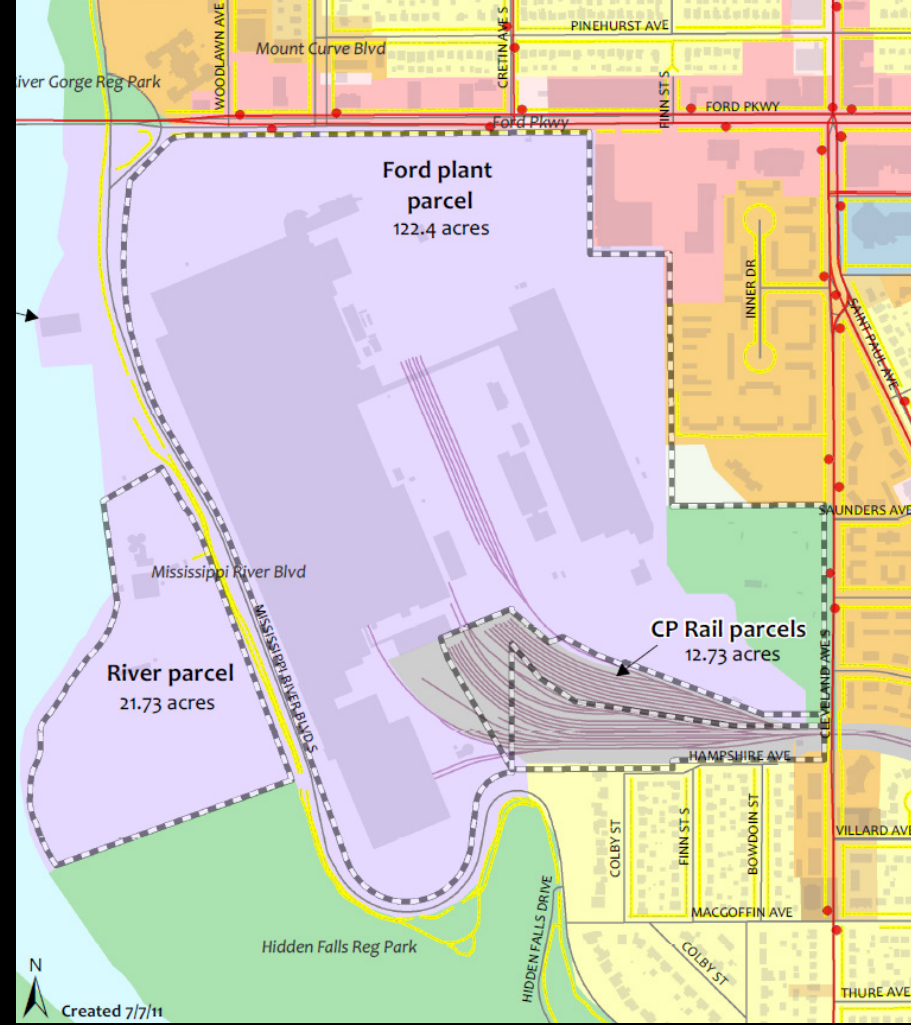 WOODLAWN AVE
Mount Curve Blvd
CRETIN AVE S
PINEHURST AVE
iver Gorge Reg Park
FINN ST S
FORD PKWY
Ford Pkwy
Ford plant
parcel
122.4 acres
INNER DR
SAINT PAUL AVE
SAUNDERS AVE
Mississippi River Blvd
MISSISSIPPI RIVER BLVD S
CP Rail parcels
12.73 acres
CLEVELAND AVE S
River parcel
21.73 acres
HAMPSHIRE AVE
COLBY ST
FINN ST S
BOWDOIN ST
VILLARD AVE
MACGOFFIN AVE
HIDDEN FALLS DRIVE
Hidden Falls Reg Park
COLBY ST
THURE AVE
N
Created 7/7/11